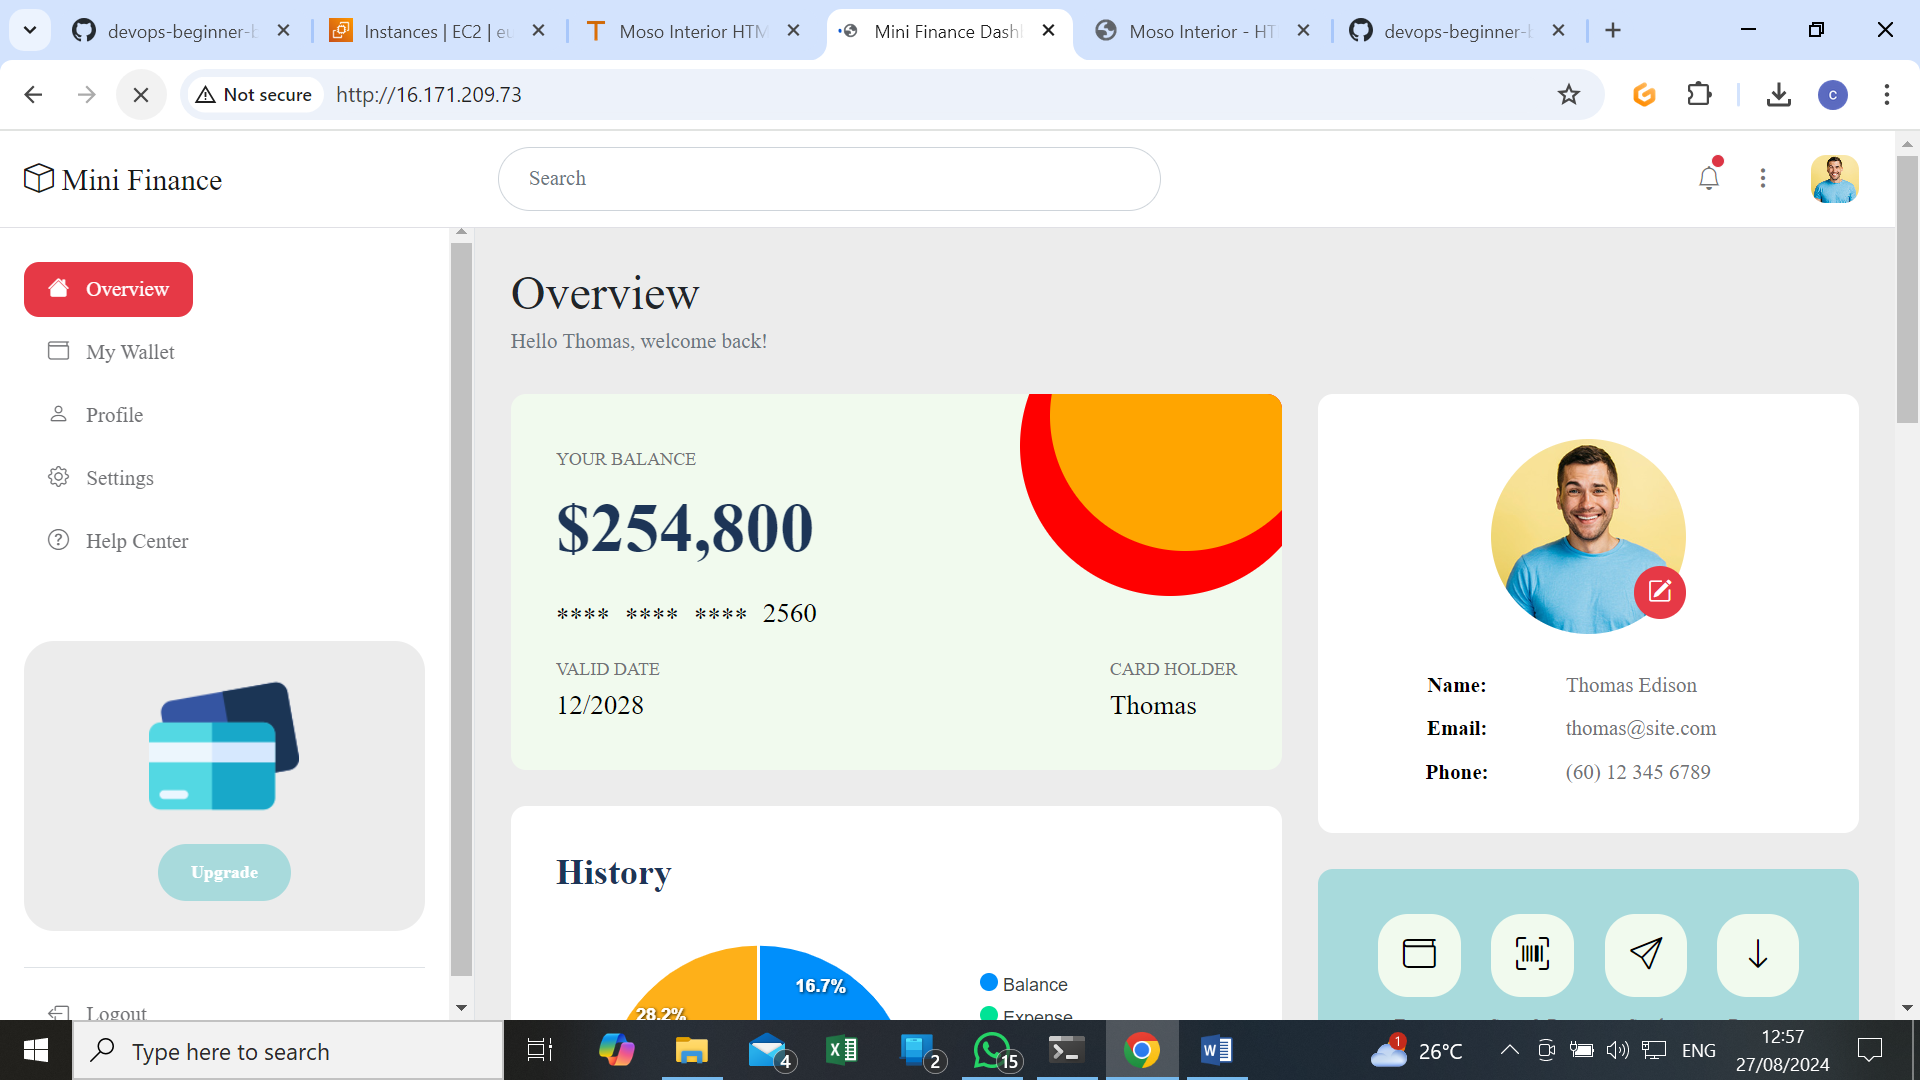 devops-beginner-b
Instances | EC2 | eu
Moso Interior HTM
Mini Finance Dashb
Moso Interior - HT
devops-beginner-b
Not secure
http://16.171.209.73
c
Mini Finance
Search
Overview
My Wallet
Profile
Settings
Help Center
Upgrade
Logout
Overview
Hello Thomas, welcome back!
YOUR BALANCE
$254,800
**** **** **** 2560
VALID DATE
CARD HOLDER
12/2028
Thomas
Name: Thomas Edison
Email: thomas@site.com
Phone: (60) 12 345 6789
History
16.7%
28.2%
Balance
Expense
Type here to search
4
2
15
1
26°C
ENG
12:57
27/08/2024